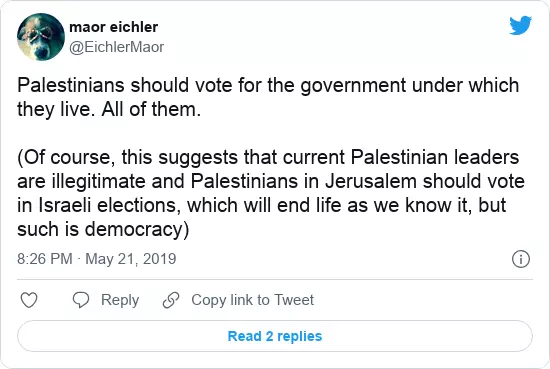 maor eichler
@EichlerMaor
Palestinians should vote for the government under which
they live. All of them.
(Of course, this suggests that current Palestinian leaders
are illegitimate and Palestinians in Jerusalem should vote
in Israeli elections, which will end life as we know it, but
such is democracy)
8:26 PM · May 21, 2019
Reply Copy link to Tweet
Read 2 replies